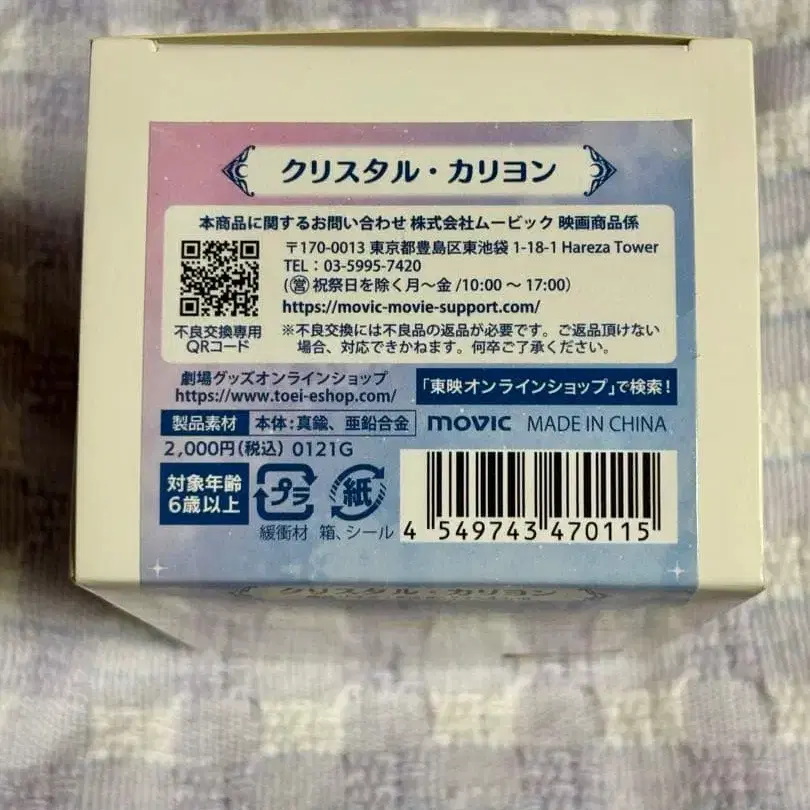 クリスタル・カリヨン
本商品に関するお問い合わせ 株式会社ムービック 映画商品係
〒170-0013 東京都豊島区東池袋 1-18-1 Hareza Tower
TEL：03-5995-7420
(営 祝祭日を除く月～金 /10:00 ～ 17:00)
https://movic-movie-support.com/
不良交換専用
QRコード
※不良交換には不良品の返品が必要です。ご返品頂けない
場合、対応できかねます。何卒ご了承ください。
劇場グッズオンラインショップ
https://www.toei-eshop.com/
「東映オンラインショップ」で検索！
製品素材 本体：真鍮、亜鉛合金
movic MADE IN CHINA
2,000円(税込) 0121G
対象年齢
6歳以上
プラ
緩衝材
紙
箱、シール
4 549743 470115
クリスタル・カリヨン